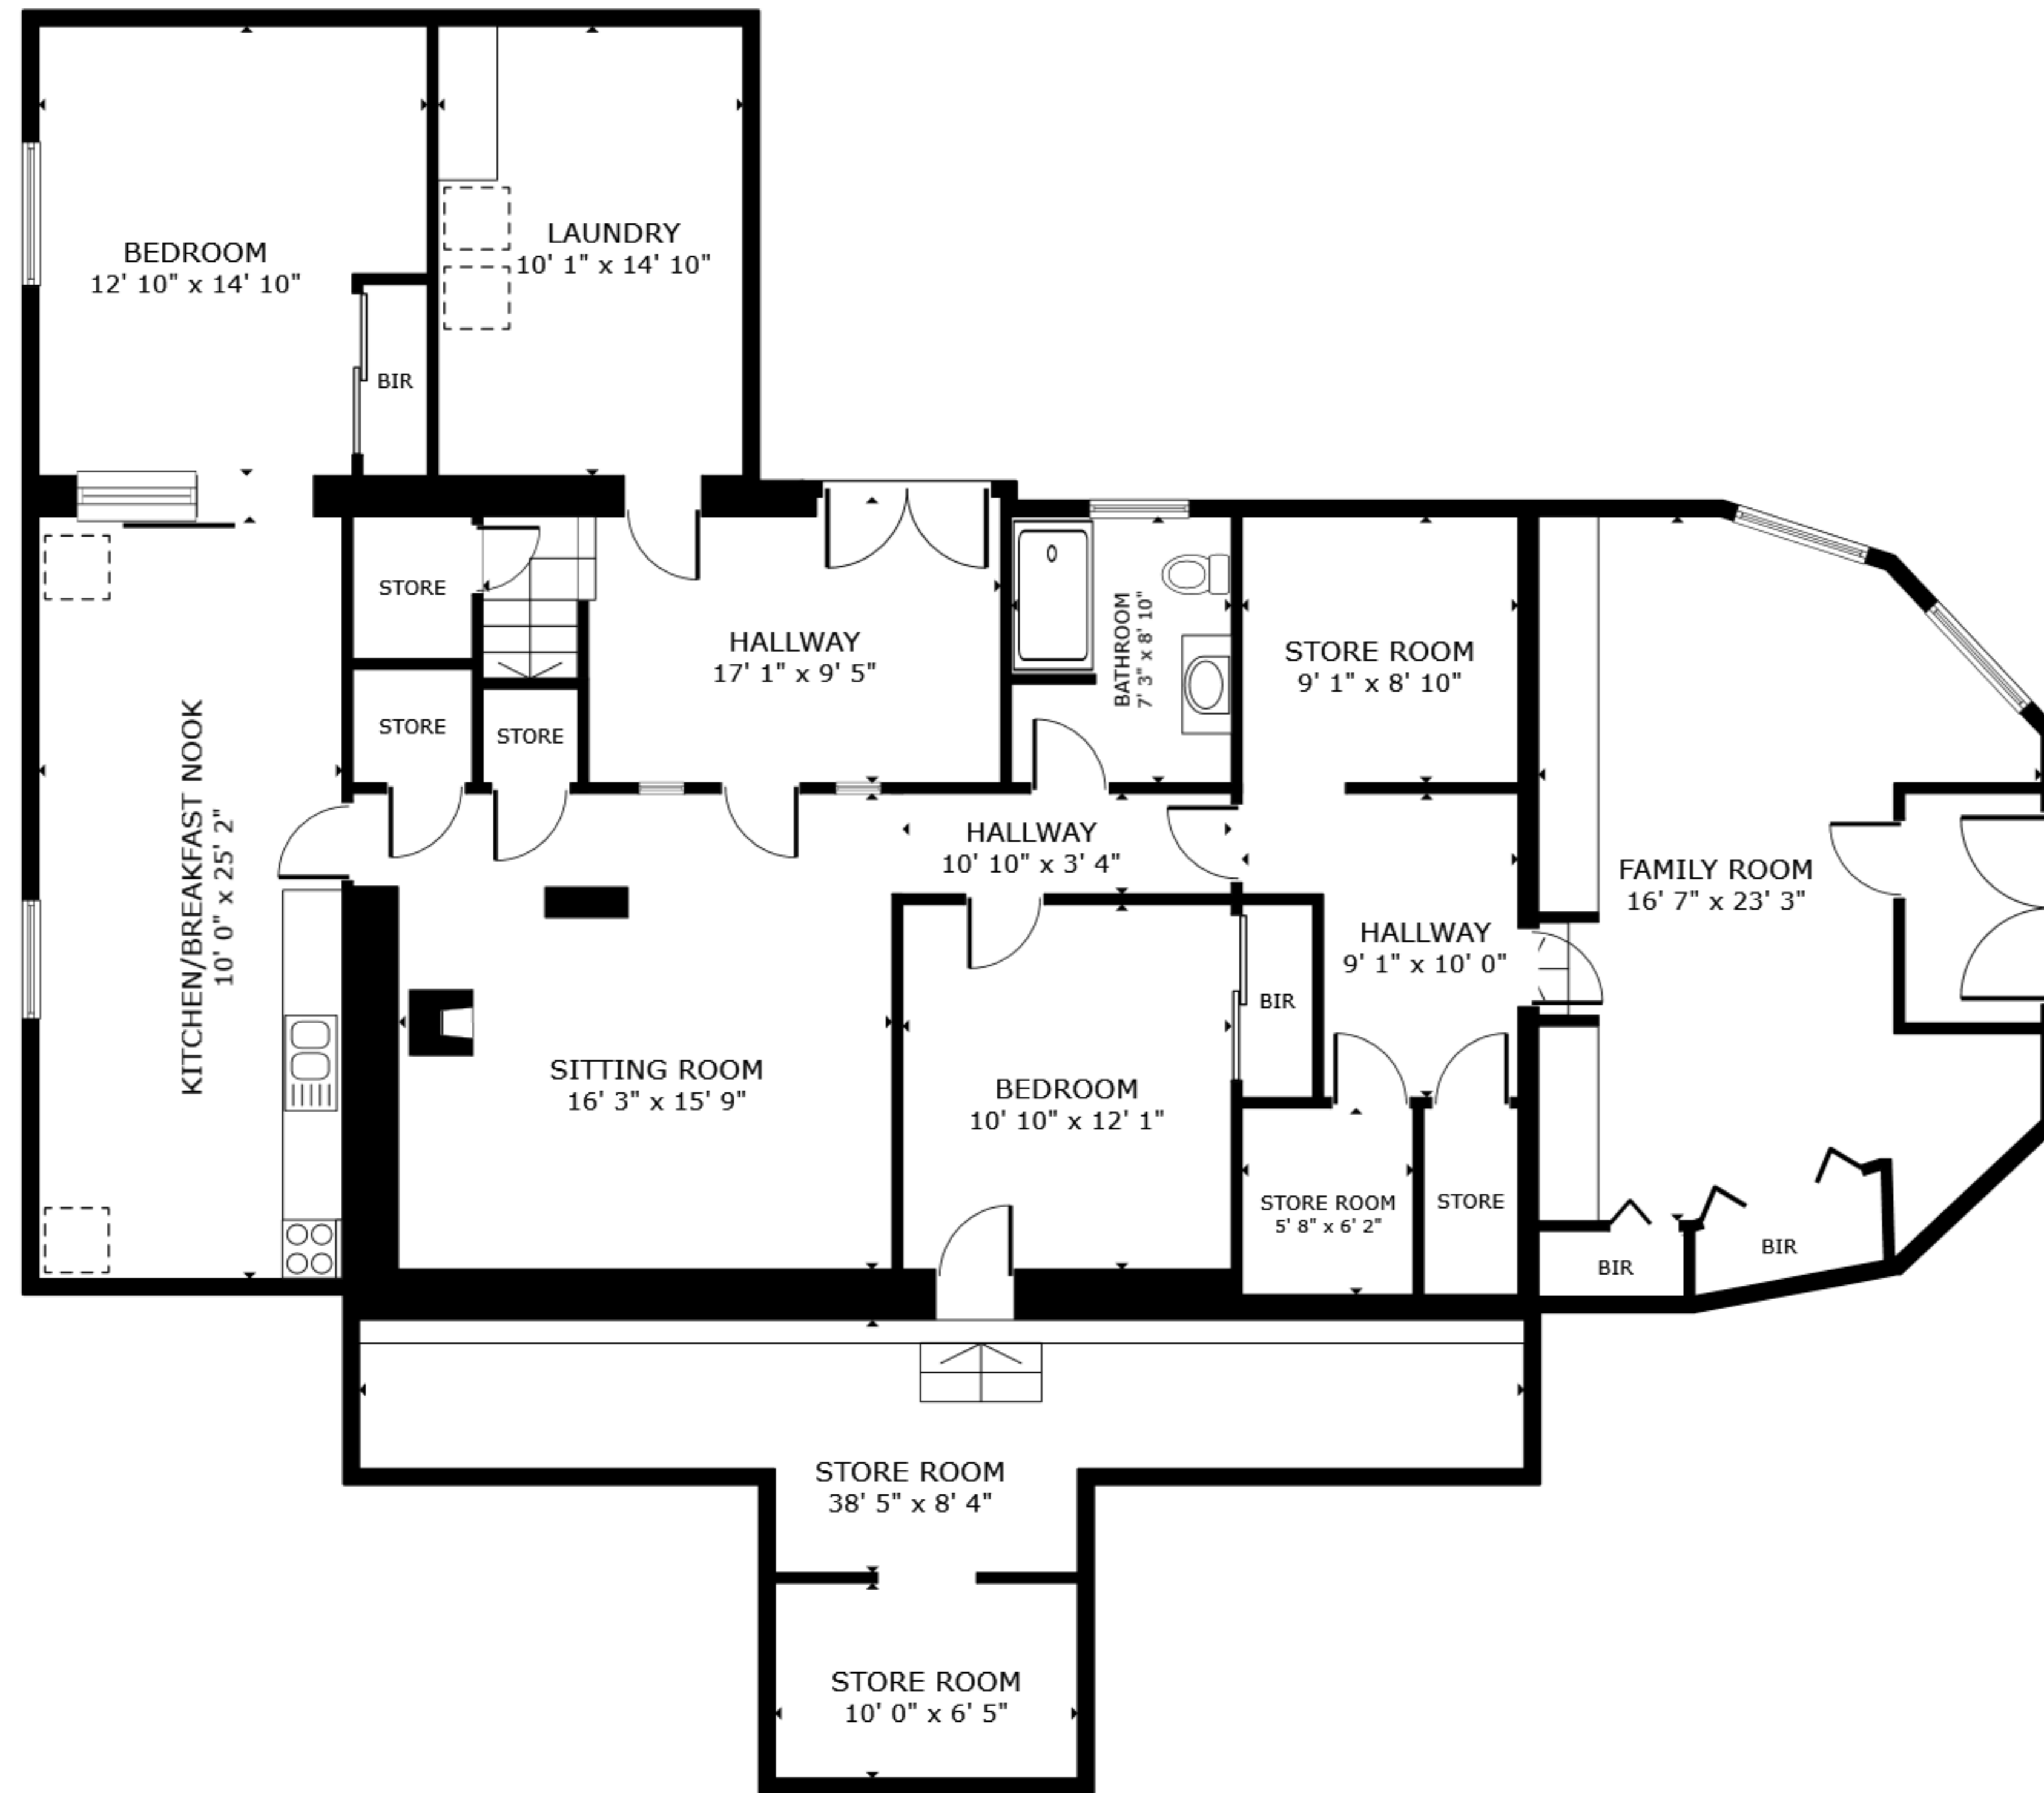 BEDROOM
12' 10" x 14' 10"
LAUNDRY
10' 1" x 14' 10"
BIR
STORE
STORE
STORE
HALLWAY
17' 1" x 9' 5"
BATHROOM
7' 3" x 8' 10"
STORE ROOM
9' 1" x 8' 10"
KITCHEN/BREAKFAST NOOK
10' 0" x 25' 2"
HALLWAY
10' 10" x 3' 4"
FAMILY ROOM
16' 7" x 23' 3"
HALLWAY
9' 1" x 10' 0"
BIR
SITTING ROOM
16' 3" x 15' 9"
BEDROOM
10' 10" x 12' 1"
STORE ROOM
5' 8" x 6' 2"
STORE
BIR
BIR
STORE ROOM
38' 5" x 8' 4"
STORE ROOM
10' 0" x 6' 5"